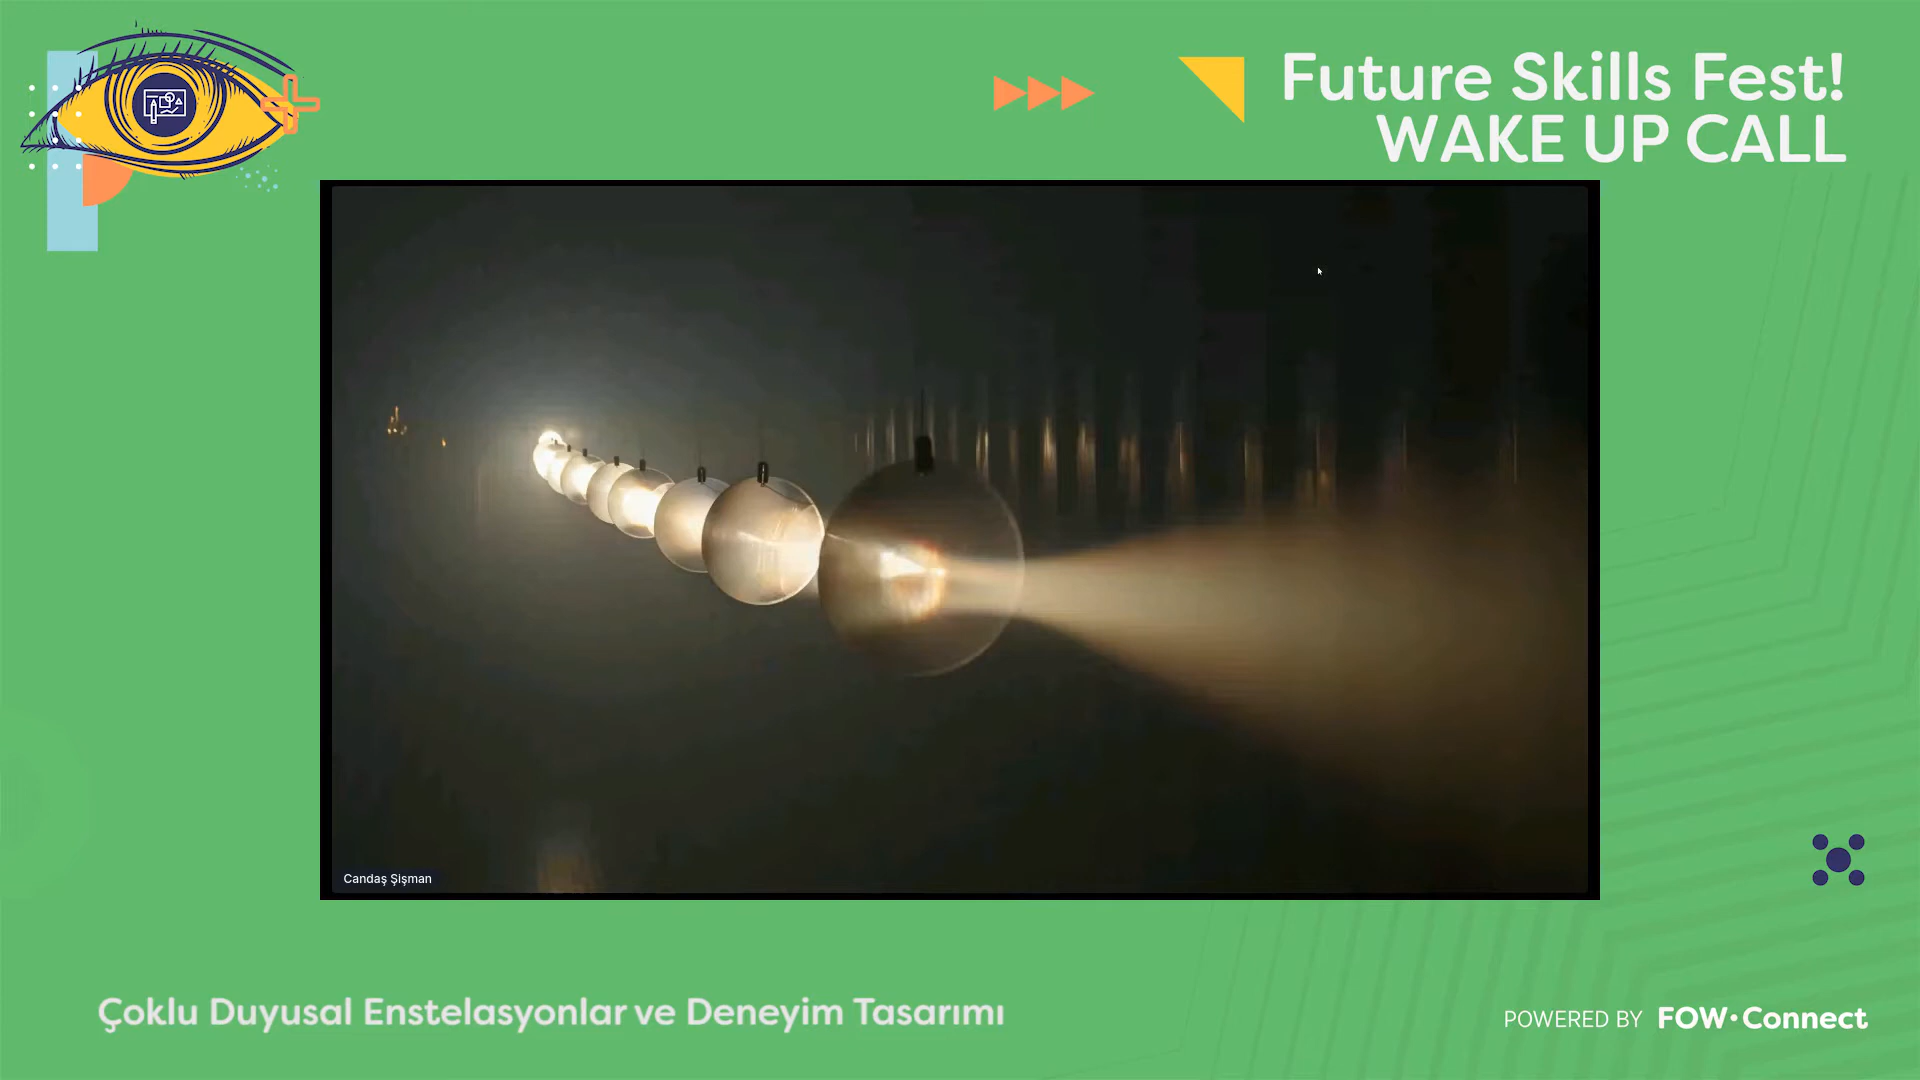 Future Skills Fest!
WAKE UP CALL
Candaş Şişman
Çoklu Duyusal Enstelasyonlar ve Deneyim Tasarımı
POWERED BY FOW·Connect